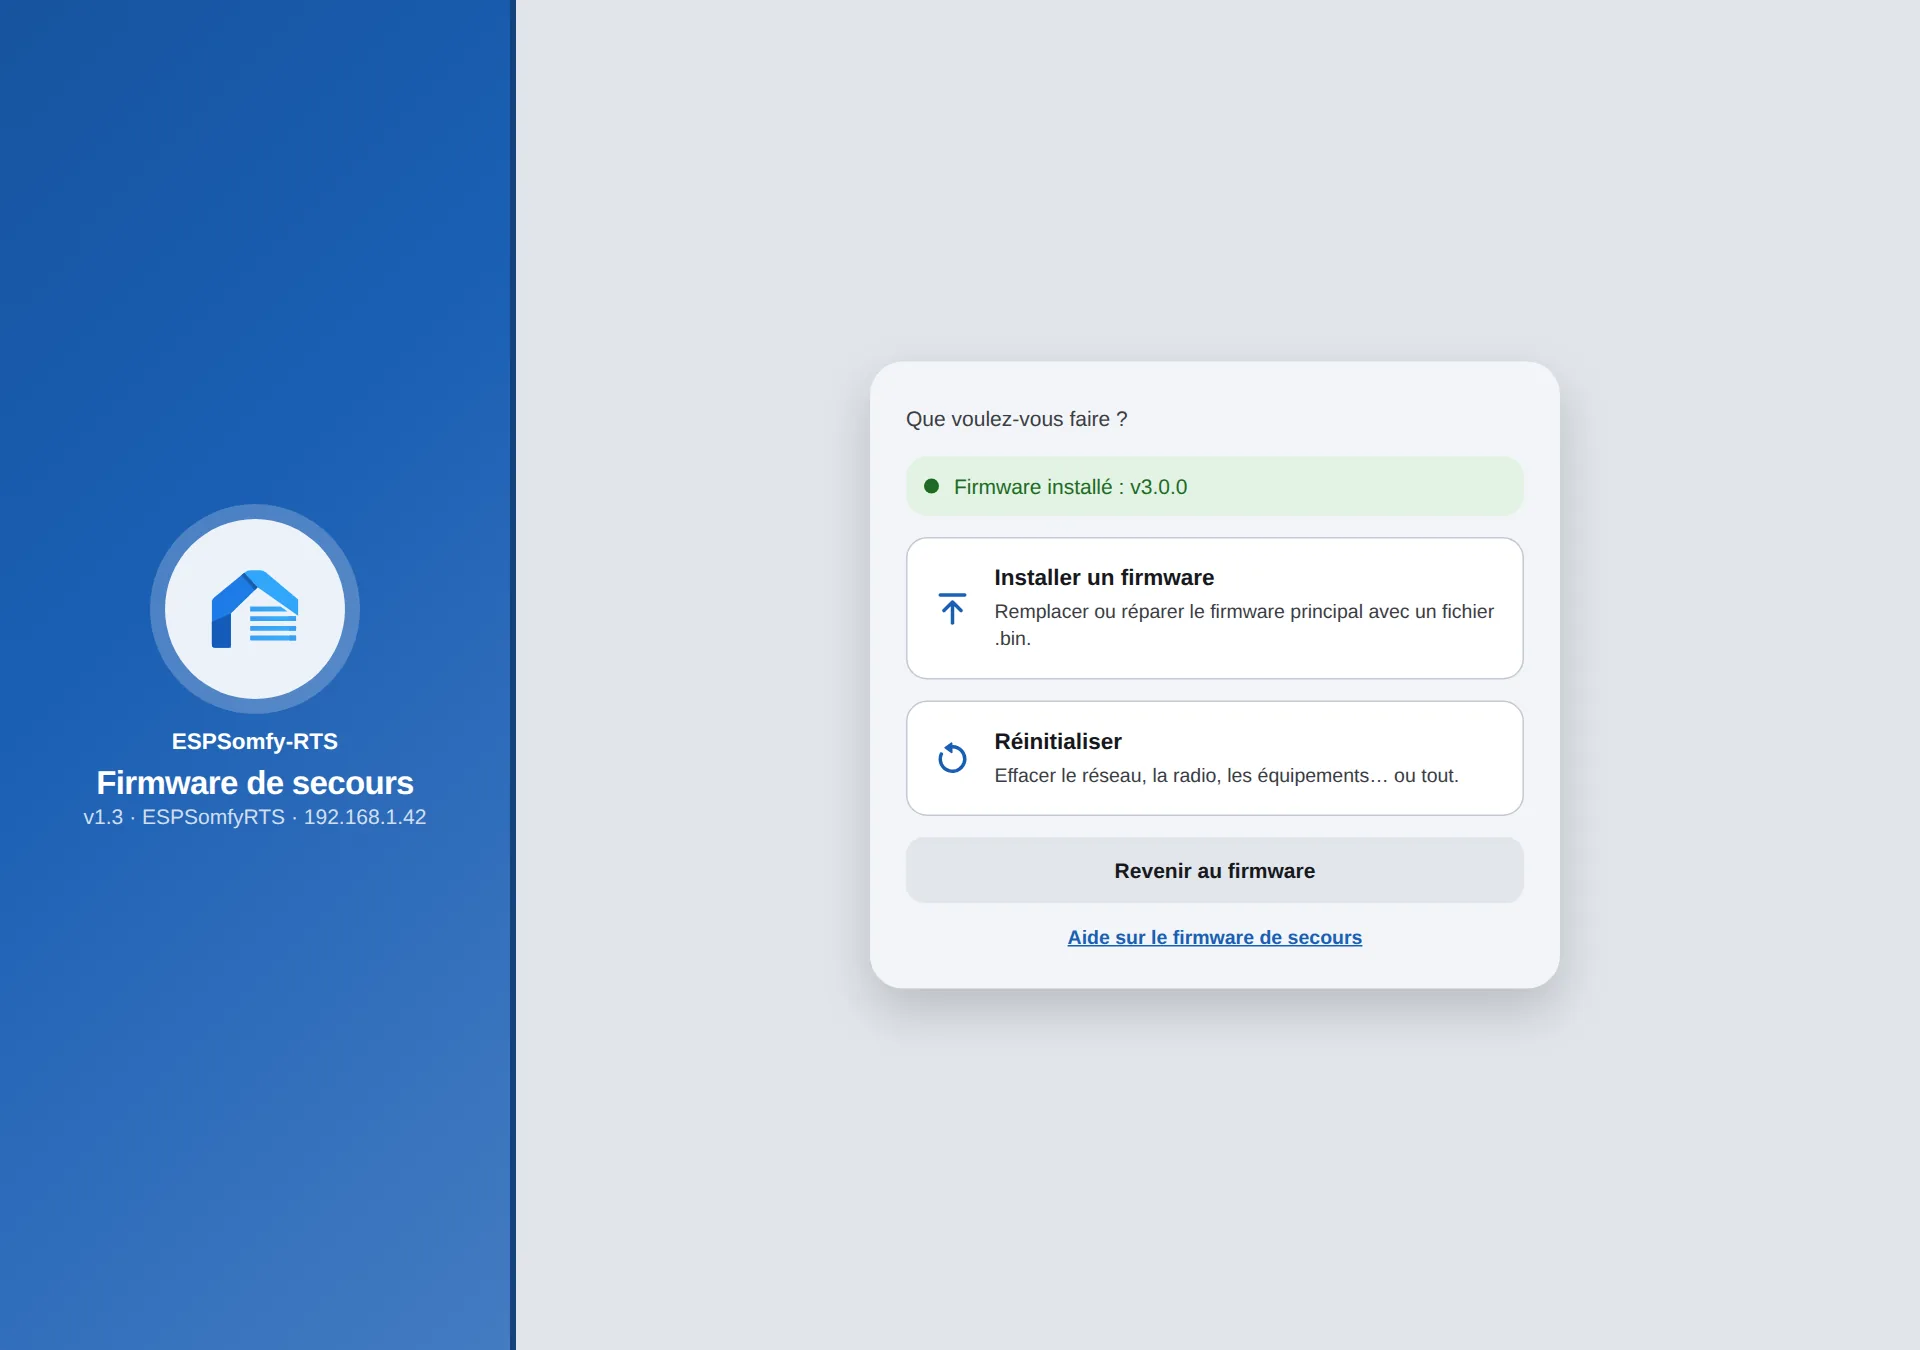 ESPSomfy-RTS
Firmware de secours
v1.3 · ESPSomfyRTS · 192.168.1.42
Que voulez-vous faire ?
Firmware installé : v3.0.0
Installer un firmware
Remplacer ou réparer le firmware principal avec un fichier
.bin.
Réinitialiser
Effacer le réseau, la radio, les équipements… ou tout.
Revenir au firmware
Aide sur le firmware de secours